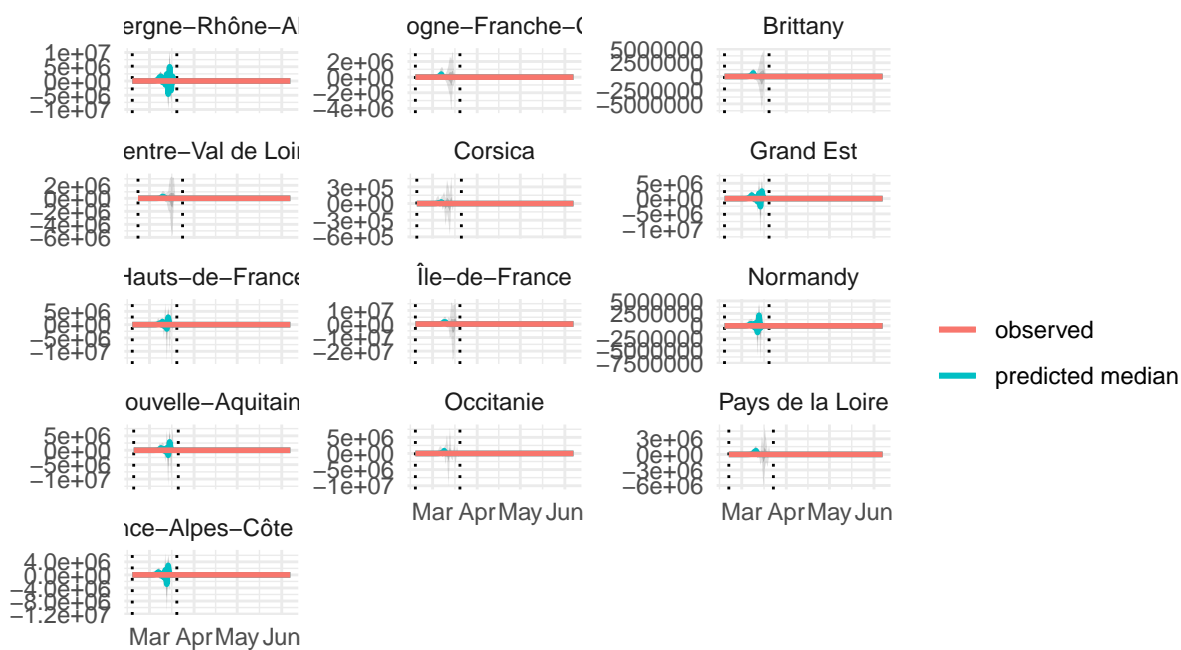 ergne−Rhône−Al
ogne−Franche−C
Brittany
1e+07
5e+06
0e+00
−5e+06
−1e+07
2e+06
0e+00
−2e+06
−4e+06
5000000
2500000
0
−2500000
−5000000
entre−Val de Loir
Corsica
Grand Est
2e+06
0e+00
−2e+06
−4e+06
−6e+06
3e+05
0e+00
−3e+05
−6e+05
5e+06
0e+00
−5e+06
−1e+07
Hauts−de−France
Île−de−France
Normandy
5e+06
0e+00
−5e+06
−1e+07
1e+07
0e+00
−1e+07
−2e+07
5000000
2500000
0
−2500000
−5000000
−7500000
observed
predicted median
ouvelle−Aquitain
Occitanie
Pays de la Loire
5e+06
0e+00
−5e+06
−1e+07
5e+06
0e+00
−5e+06
−1e+07
3e+06
0e+00
−3e+06
−6e+06
Mar Apr May Jun
Mar Apr May Jun
nce−Alpes−Côte
4.0e+06
0.0e+00
−4.0e+06
−8.0e+06
−1.2e+07
Mar Apr May Jun